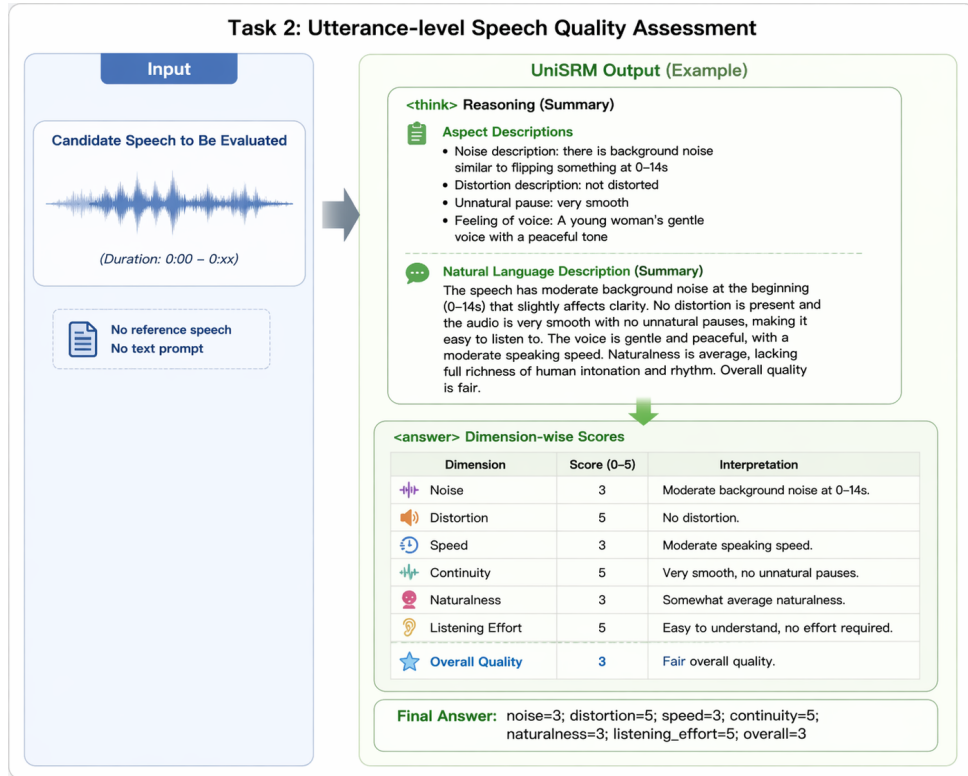 Task 2: Utterance-level Speech Quality Assessment
Input
Candidate Speech to Be Evaluated
(Duration: 0:00 – 0:xx)
No reference speech
No text prompt
UniSRM Output (Example)
<think> Reasoning (Summary)
Aspect Descriptions
• Noise description: there is background noise
similar to flipping something at 0–14s
• Distortion description: not distorted
• Unnatural pause: very smooth
• Feeling of voice: A young woman's gentle
voice with a peaceful tone
Natural Language Description (Summary)
The speech has moderate background noise at the beginning
(0–14s) that slightly affects clarity. No distortion is present and
the audio is very smooth with no unnatural pauses, making it
easy to listen to. The voice is gentle and peaceful, with a
moderate speaking speed. Naturalness is average, lacking
full richness of human intonation and rhythm. Overall quality
is fair.
<answer> Dimension-wise Scores
Dimension Score (0–5) Interpretation
Noise 3 Moderate background noise at 0–14s.
Distortion 5 No distortion.
Speed 3 Moderate speaking speed.
Continuity 5 Very smooth, no unnatural pauses.
Naturalness 3 Somewhat average naturalness.
Listening Effort 5 Easy to understand, no effort required.
Overall Quality 3 Fair overall quality.
Final Answer: noise=3; distortion=5; speed=3; continuity=5;
naturalness=3; listening_effort=5; overall=3